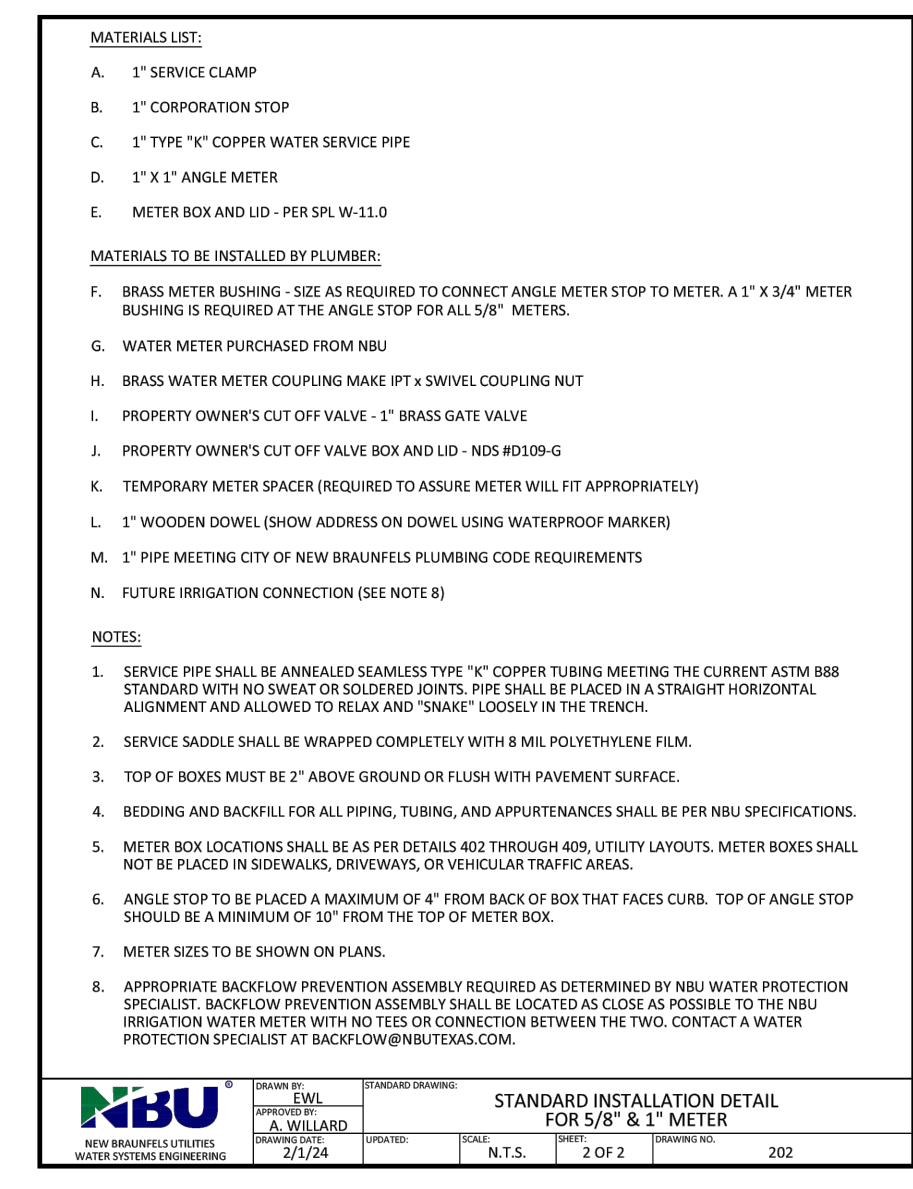 MATERIALS LIST:
A. 1" SERVICE CLAMP
B. 1" CORPORATION STOP
C. 1" TYPE "K" COPPER WATER SERVICE PIPE
D. 1" X 1" ANGLE METER
E. METER BOX AND LID - PER SPL W-11.0
MATERIALS TO BE INSTALLED BY PLUMBER:
F. BRASS METER BUSHING - SIZE AS REQUIRED TO CONNECT ANGLE METER STOP TO METER. A 1" X 3/4" METER
BUSHING IS REQUIRED AT THE ANGLE STOP FOR ALL 5/8" METERS.
G. WATER METER PURCHASED FROM NBU
H. BRASS WATER METER COUPLING MAKE IPT x SWIVEL COUPLING NUT
I. PROPERTY OWNER'S CUT OFF VALVE - 1" BRASS GATE VALVE
J. PROPERTY OWNER'S CUT OFF VALVE BOX AND LID - NDS #D109-G
K. TEMPORARY METER SPACER (REQUIRED TO ASSURE METER WILL FIT APPROPRIATELY)
L. 1" WOODEN DOWEL (SHOW ADDRESS ON DOWEL USING WATERPROOF MARKER)
M. 1" PIPE MEETING CITY OF NEW BRAUNFELS PLUMBING CODE REQUIREMENTS
N. FUTURE IRRIGATION CONNECTION (SEE NOTE 8)
NOTES:
1. SERVICE PIPE SHALL BE ANNEALED SEAMLESS TYPE "K" COPPER TUBING MEETING THE CURRENT ASTM B88
STANDARD WITH NO SWEAT OR SOLDERED JOINTS. PIPE SHALL BE PLACED IN A STRAIGHT HORIZONTAL
ALIGNMENT AND ALLOWED TO RELAX AND "SNAKE" LOOSELY IN THE TRENCH.
2. SERVICE SADDLE SHALL BE WRAPPED COMPLETELY WITH 8 MIL POLYETHYLENE FILM.
3. TOP OF BOXES MUST BE 2" ABOVE GROUND OR FLUSH WITH PAVEMENT SURFACE.
4. BEDDING AND BACKFILL FOR ALL PIPING, TUBING, AND APPURTENANCES SHALL BE PER NBU SPECIFICATIONS.
5. METER BOX LOCATIONS SHALL BE AS PER DETAILS 402 THROUGH 409, UTILITY LAYOUTS. METER BOXES SHALL
NOT BE PLACED IN SIDEWALKS, DRIVEWAYS, OR VEHICULAR TRAFFIC AREAS.
6. ANGLE STOP TO BE PLACED A MAXIMUM OF 4" FROM BACK OF BOX THAT FACES CURB. TOP OF ANGLE STOP
SHOULD BE A MINIMUM OF 10" FROM THE TOP OF METER BOX.
7. METER SIZES TO BE SHOWN ON PLANS.
8. APPROPRIATE BACKFLOW PREVENTION ASSEMBLY REQUIRED AS DETERMINED BY NBU WATER PROTECTION
SPECIALIST. BACKFLOW PREVENTION ASSEMBLY SHALL BE LOCATED AS CLOSE AS POSSIBLE TO THE NBU
IRRIGATION WATER METER WITH NO TEES OR CONNECTION BETWEEN THE TWO. CONTACT A WATER
PROTECTION SPECIALIST AT BACKFLOW@NBUTEXAS.COM.
NBU ®
NEW BRAUNFELS UTILITIES
WATER SYSTEMS ENGINEERING
DRAWN BY:
EWL
APPROVED BY:
A. WILLARD
DRAWING DATE:
2/1/24
STANDARD DRAWING:
STANDARD INSTALLATION DETAIL
FOR 5/8" & 1" METER
UPDATED:
SCALE:
N.T.S.
SHEET:
2 OF 2
DRAWING NO.
202